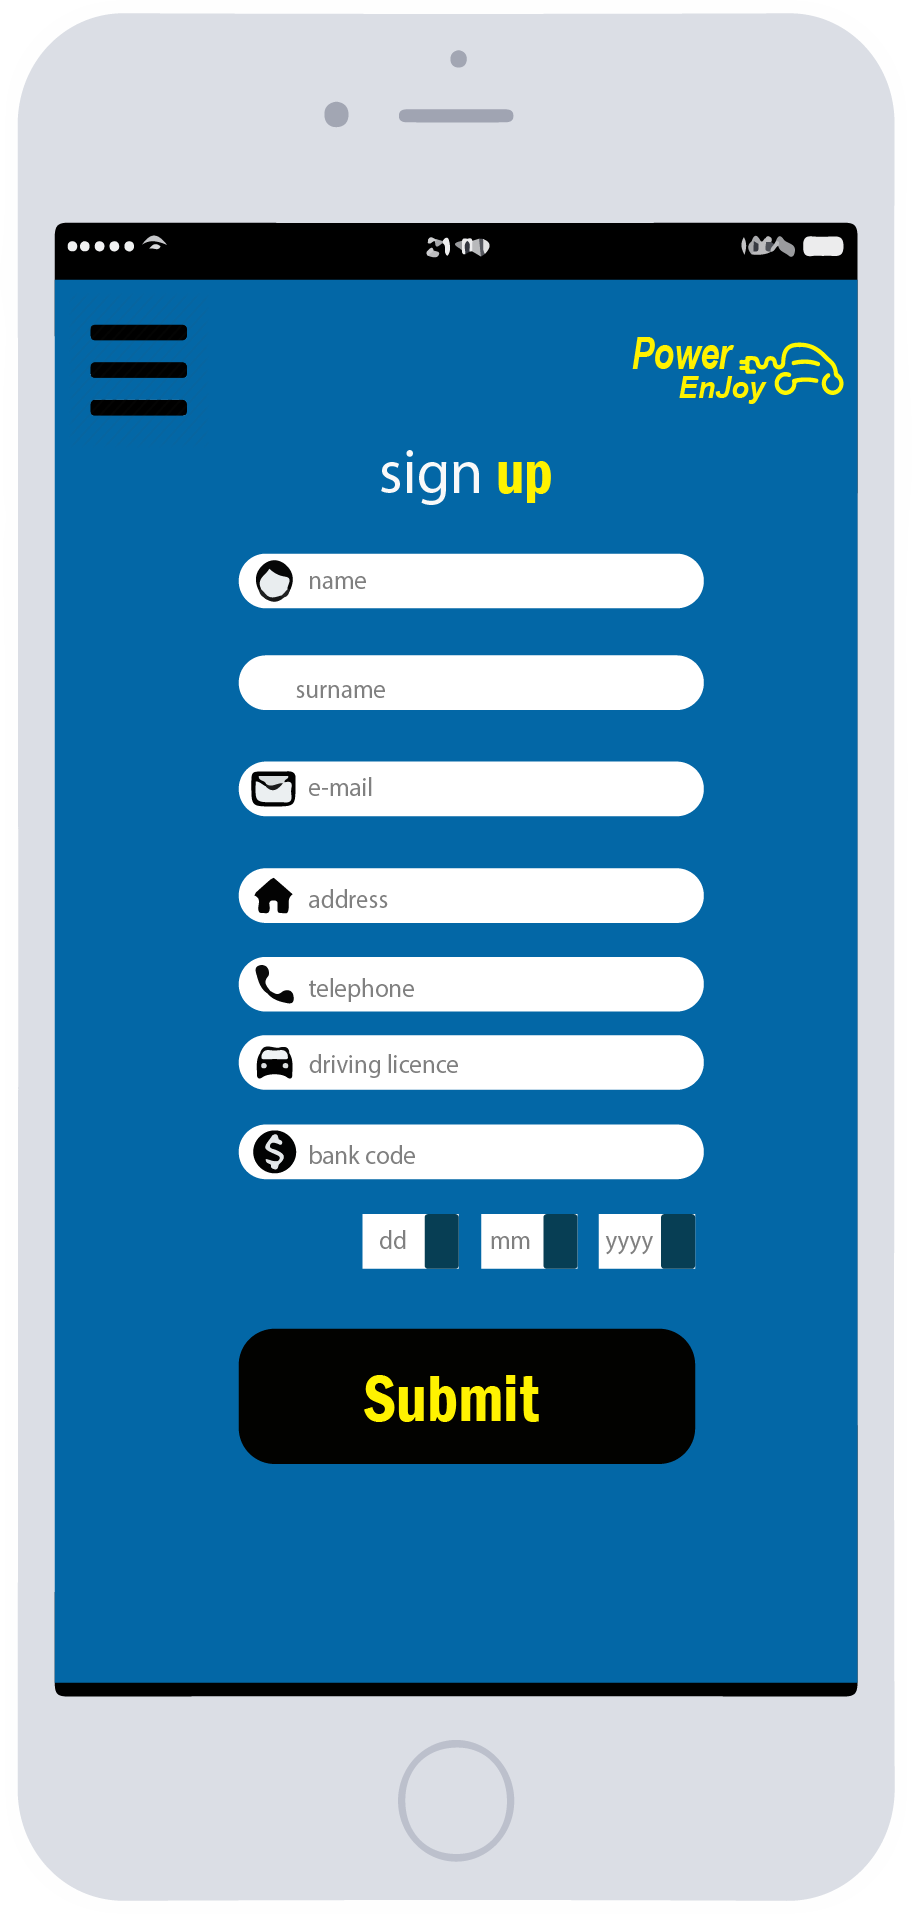 Power
EnJoy
sign up
name
surname
e-mail
address
telephone
driving licence
bank code
dd mm yyyy
Submit